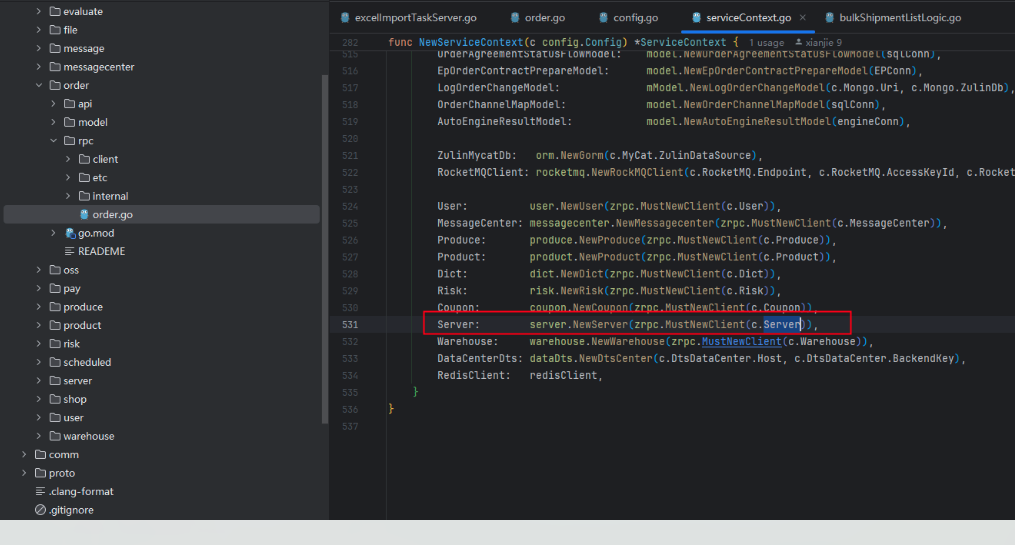 evaluate
file
message
messagecenter
order
api
model
rpc
client
etc
internal
order.go
go.mod
READEME
oss
pay
produce
product
risk
scheduled
server
shop
user
warehouse
comm
proto
.clang-format
.gitignore
excelImportTaskServer.go
order.go
config.go
serviceContext.go ×
bulkShipmentListLogic.go
282 func NewServiceContext(c config.Config) *ServiceContext { 1 usage xianjie 9
515 OrderAgreementStatusFlowModel: model.NewOrderAgreementStatusFlowModel(sqlConn),
516 EpOrderContractPrepareModel: model.NewEpOrderContractPrepareModel(EPConn),
517 LogOrderChangeModel: mModel.NewLogOrderChangeModel(c.Mongo.Uri, c.Mongo.ZulinDb),
518 OrderChannelMapModel: model.NewOrderChannelMapModel(sqlConn),
519 AutoEngineResultModel: model.NewAutoEngineResultModel(engineConn),
520
521 ZulinMycatDb: orm.NewGorm(c.MyCat.ZulinDataSource),
522 RocketMQClient: rocketmq.NewRockMQClient(c.RocketMQ.Endpoint, c.RocketMQ.AccessKeyId, c.Rocket
523
524 User: user.NewUser(zrpc.MustNewClient(c.User)),
525 MessageCenter: messagecenter.NewMessagecenter(zrpc.MustNewClient(c.MessageCenter)),
526 Produce: produce.NewProduce(zrpc.MustNewClient(c.Produce)),
527 Product: product.NewProduct(zrpc.MustNewClient(c.Product)),
528 Dict: dict.NewDict(zrpc.MustNewClient(c.Dict)),
529 Risk: risk.NewRisk(zrpc.MustNewClient(c.Risk)),
530 Coupon: coupon.NewCoupon(zrpc.MustNewClient(c.Coupon)),
531 Server: server.NewServer(zrpc.MustNewClient(c.Server)),
532 Warehouse: warehouse.NewWarehouse(zrpc.MustNewClient(c.Warehouse)),
533 DataCenterDts: dataDts.NewDtsCenter(c.DtsDataCenter.Host, c.DtsDataCenter.BackendKey),
534 RedisClient: redisClient,
535 }
536 }
537